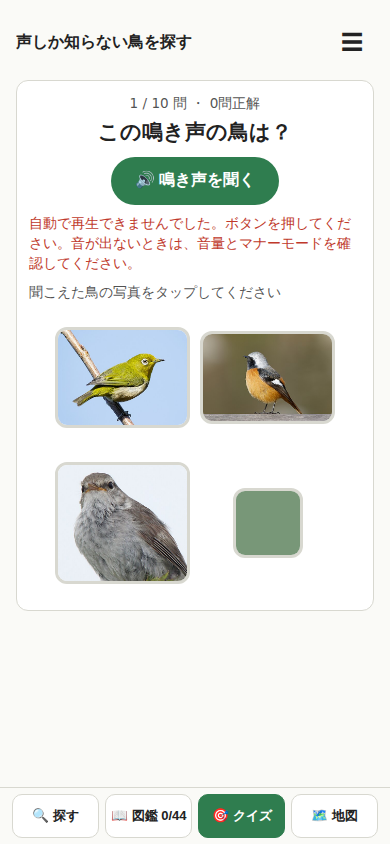 声しか知らない鳥を探す
☰
1 / 10 問 ・ 0問正解
この鳴き声の鳥は？
🔊 鳴き声を聞く
自動で再生できませんでした。ボタンを押してくだ
さい。音が出ないときは、音量とマナーモードを確
認してください。
聞こえた鳥の写真をタップしてください
🔍 探す
📖 図鑑 0/44
🎯 クイズ
🗺️ 地図